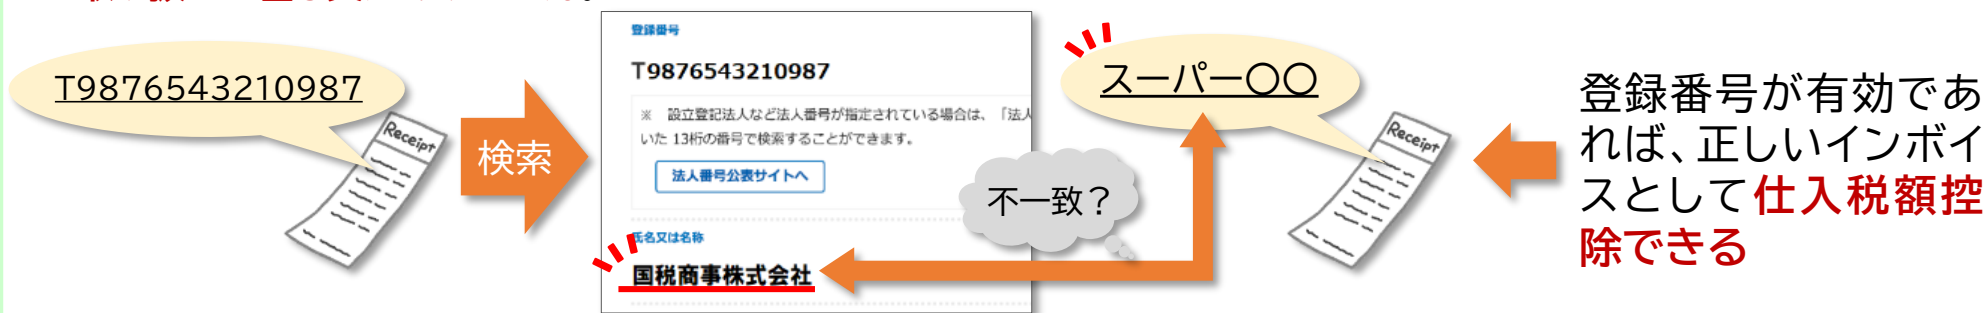 T9876543210987
Receipt
検索
登録番号
T9876543210987
※ 設立登記法人など法人番号が指定されている場合は、「法人
いた 13桁の番号で検索することができます。
法人番号公表サイトへ
氏名又は名称
国税商事株式会社
不一致？
スーパー〇〇
Receipt
登録番号が有効であ
れば、正しいインボイ
スとして仕入税額控
除できる